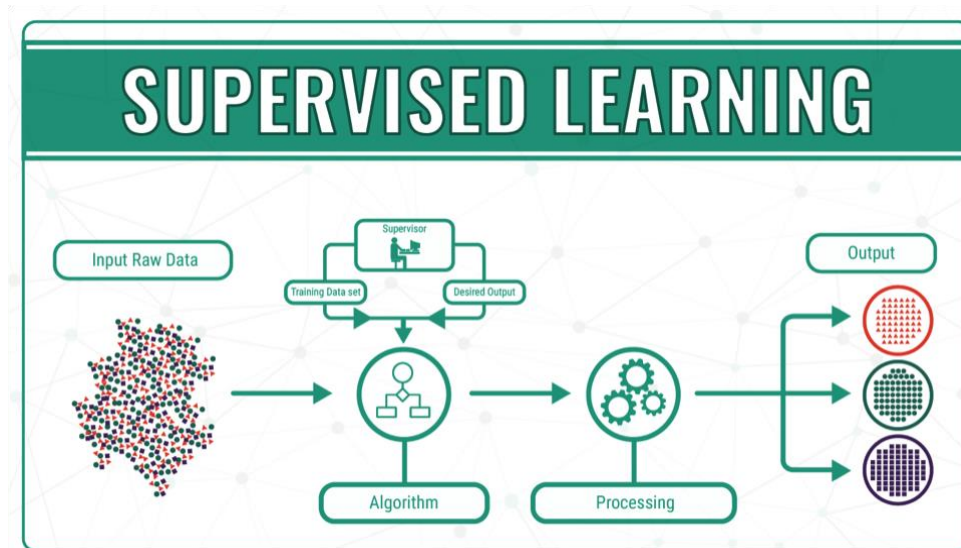 SUPERVISED LEARNING
Supervisor
Input Raw Data
Output
Training Data set
Desired Output
Algorithm
Processing